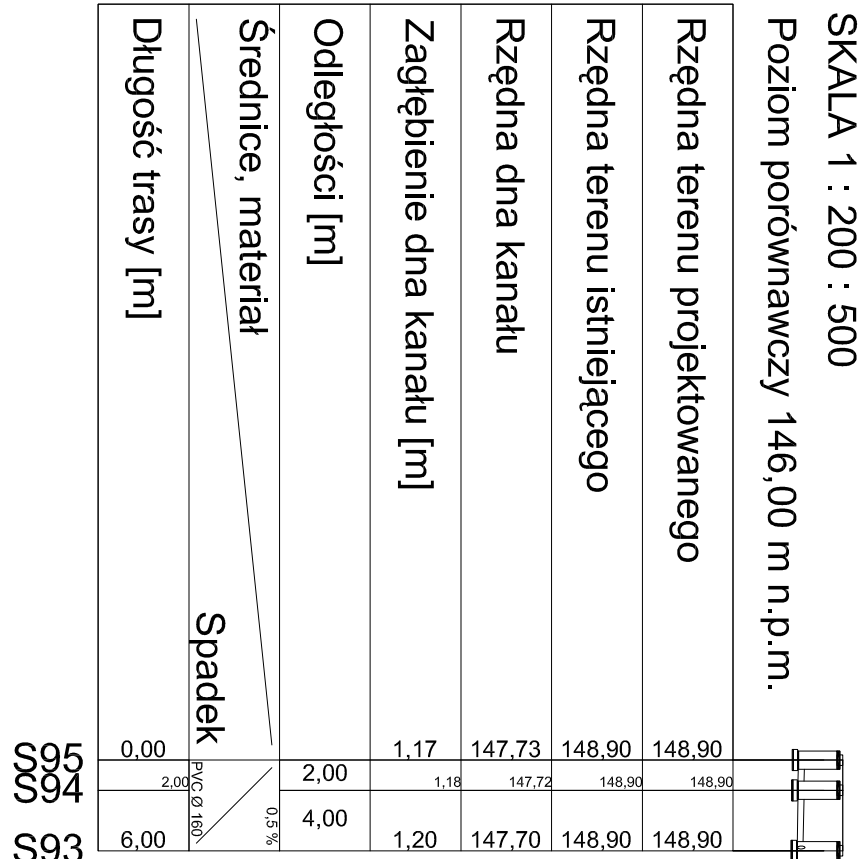 SKALA 1 : 200 : 500
Poziom porównawczy 146,00 m n.p.m.
Rzędna terenu projektowanego
148,90
148,90
148,90
Rzędna terenu istniejącego
148,90
148,90
148,90
Rzędna dna kanału
147,73
147,72
147,70
Zagłębienie dna kanału [m]
1,17
1,18
1,20
Odległości [m]
2,00
4,00
Średnice, materiał
Spadek
PVC Ø 160
0,5 %
Długość trasy [m]
0,00
2,00
6,00
S95
S94
S93